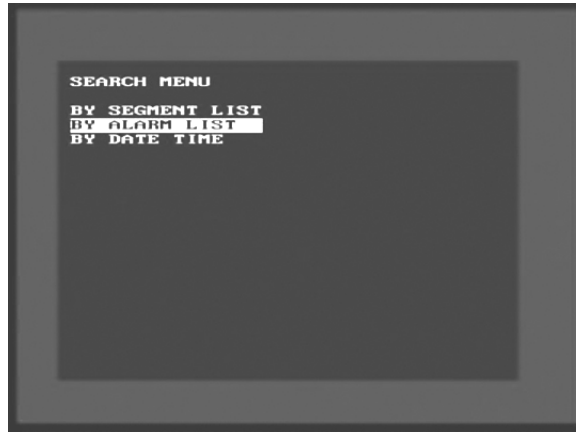 SEARCH MENU
BY SEGMENT LIST
BY ALARM LIST
BY DATE TIME